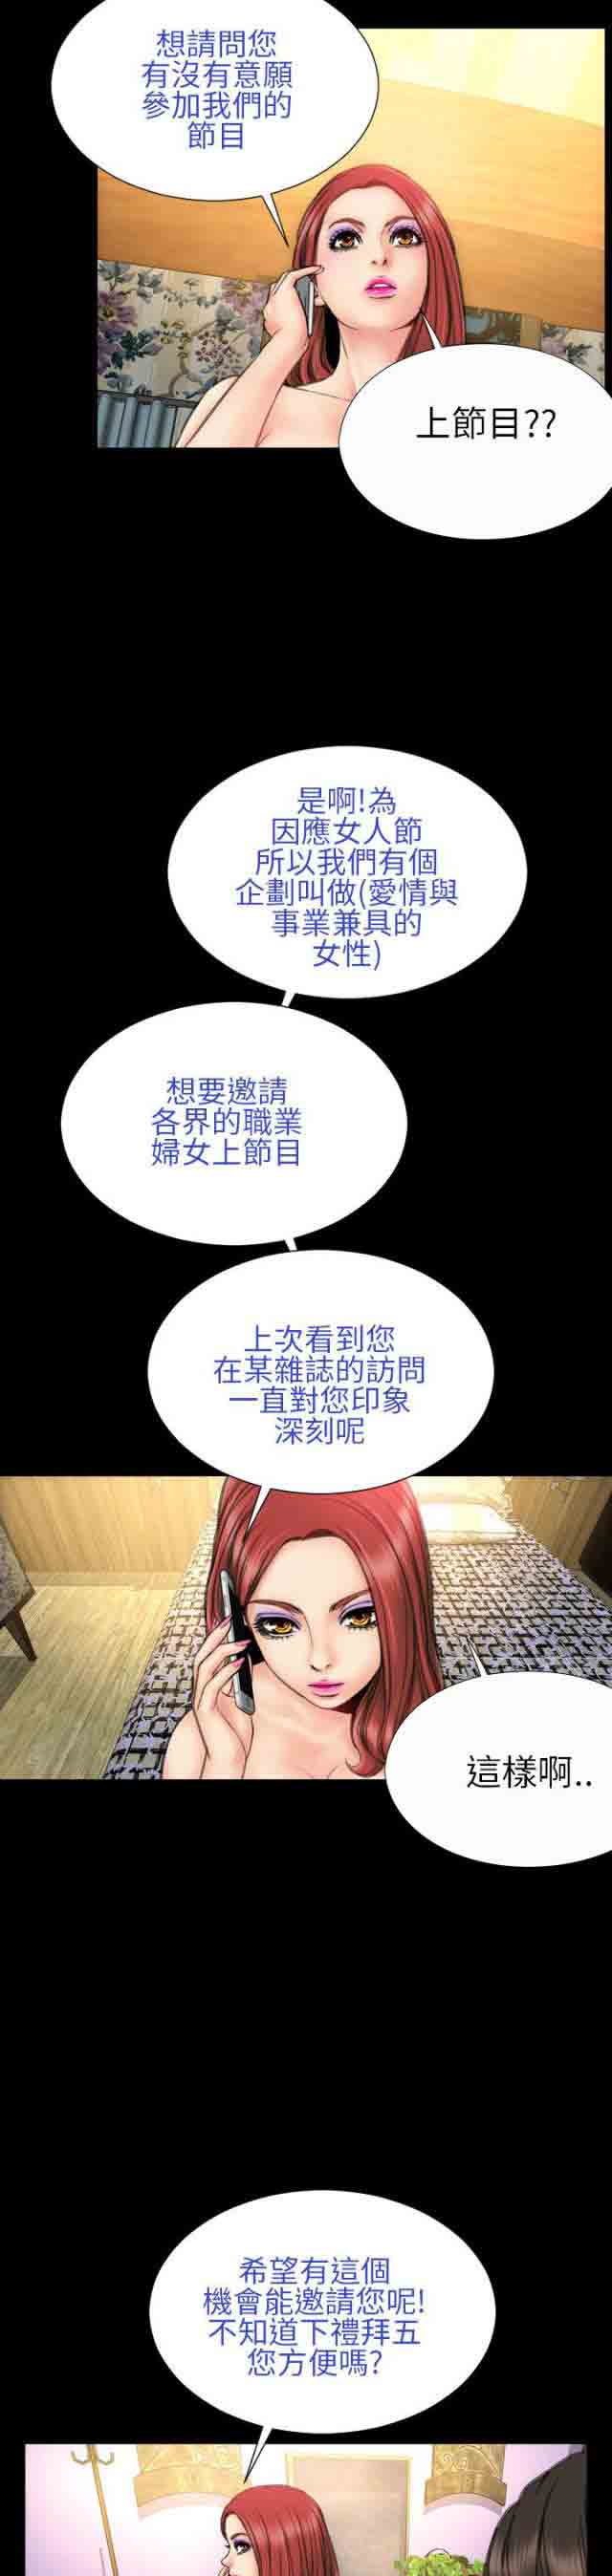 想請問您
有沒有意願
參加我們的
節目
上節目??
是啊!為
因應女人節
所以我們有個
企劃叫做(愛情與
事業兼具的
女性)
想要邀請
各界的職業
婦女上節目
上次看到您
在某雜誌的訪問
一直對您印象
深刻呢
這樣啊..
希望有這個
機會能邀請您呢!
不知道下禮拜五
您方便嗎?